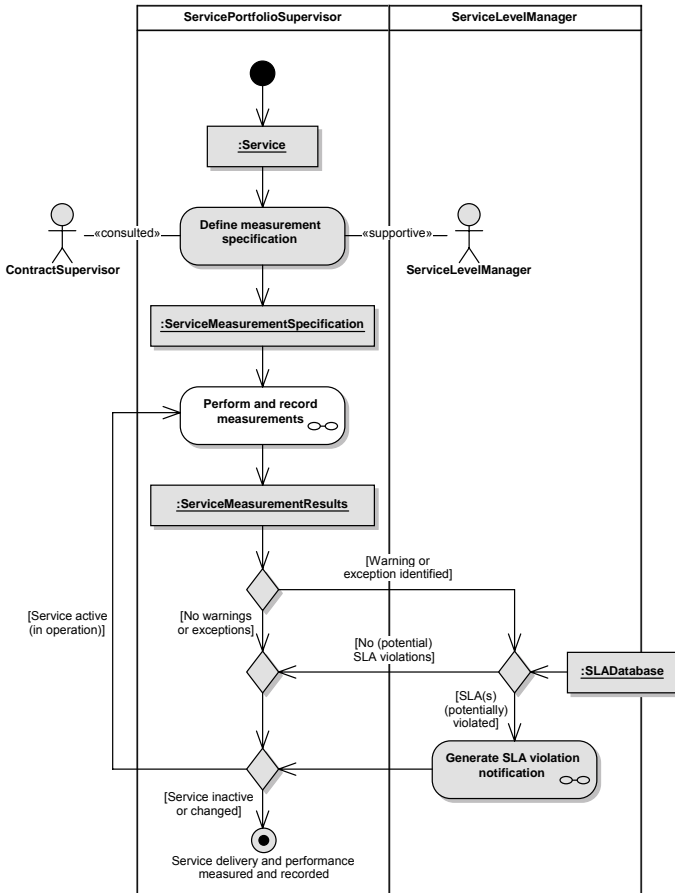 ServicePortfolioSupervisor
ServiceLevelManager
:Service
Define measurement
specification
«consulted»
«supportive»
ContractSupervisor
ServiceLevelManager
:ServiceMeasurementSpecification
Perform and record
measurements
:ServiceMeasurementResults
[Warning or
exception identified]
[Service active
(in operation)]
[No warnings
or exceptions]
[No (potential)
SLA violations]
:SLADatabase
[SLA(s)
(potentially)
violated]
Generate SLA violation
notification
[Service inactive
or changed]
Service delivery and performance
measured and recorded